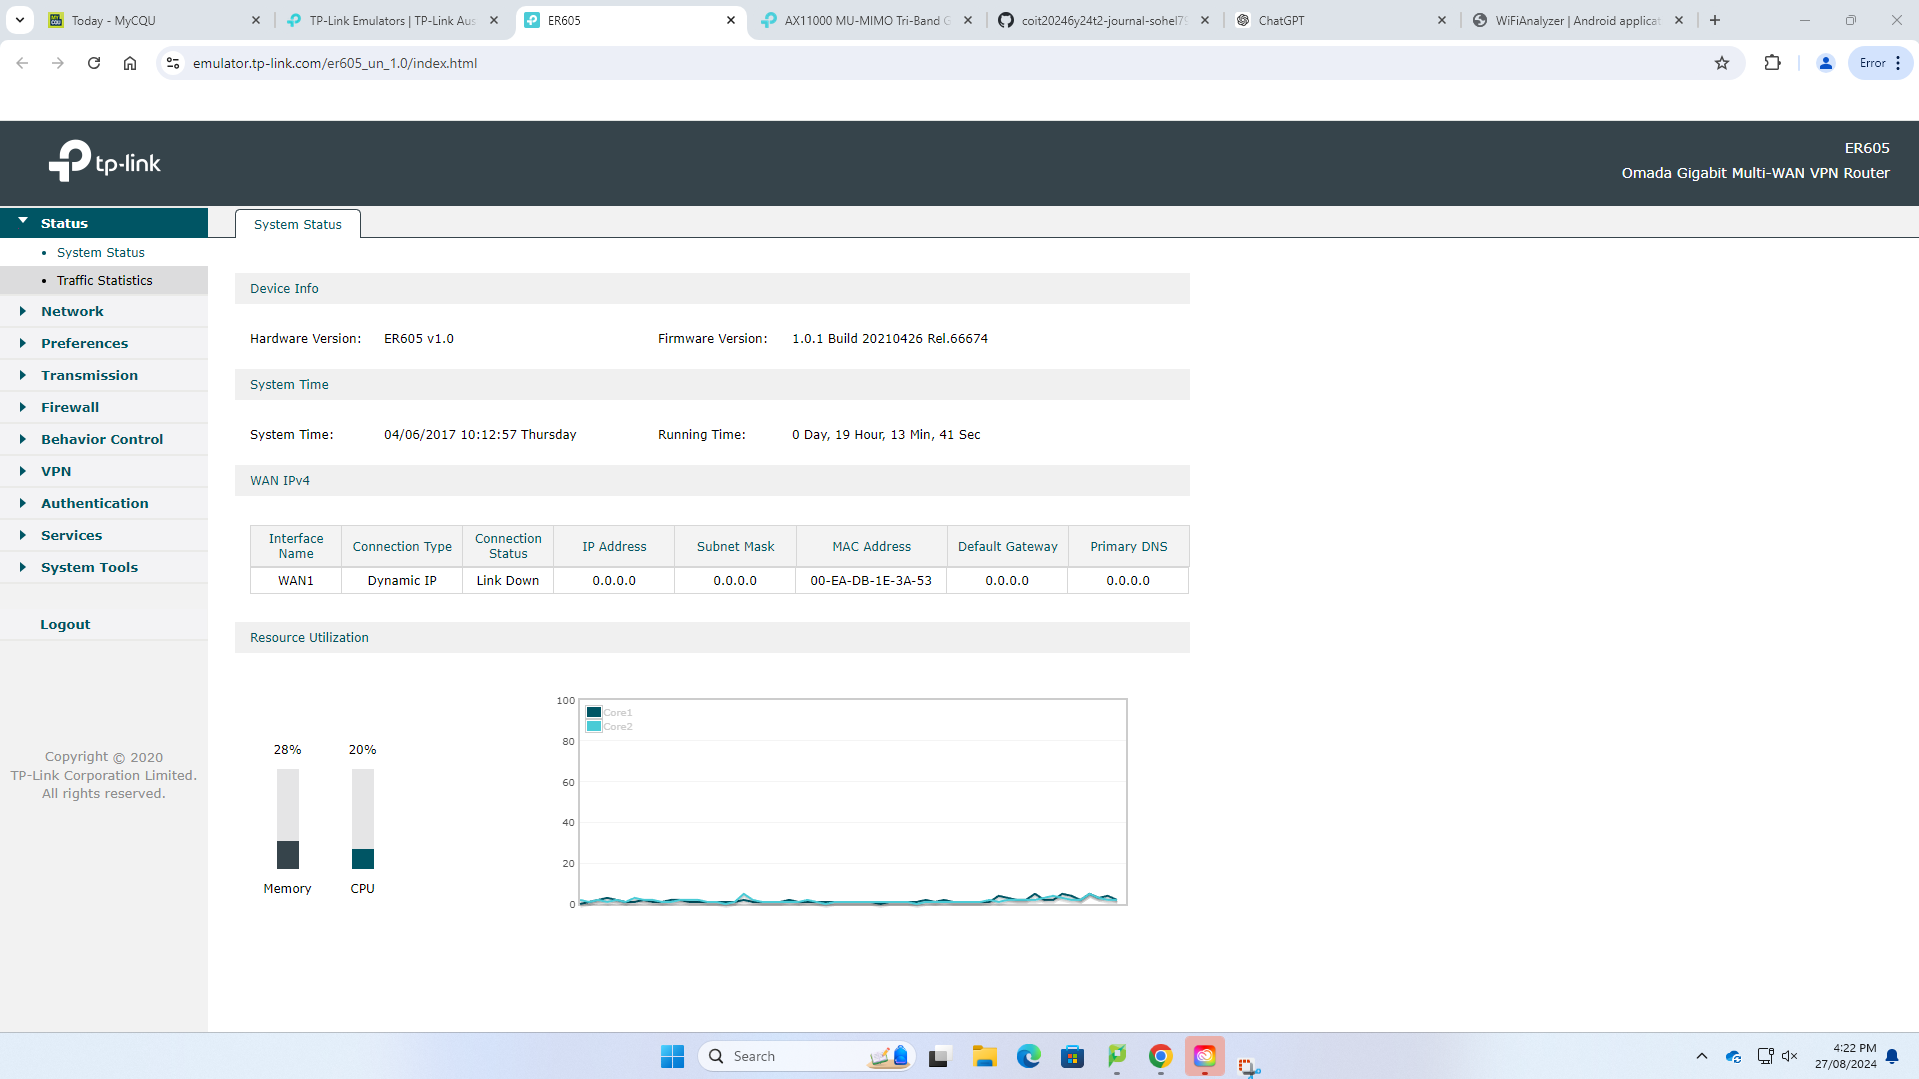 Today - MyCQU
TP-Link Emulators | TP-Link Aus
ER605
AX11000 MU-MIMO Tri-Band G
coit20246y24t2-journal-sohel79
ChatGPT
WiFiAnalyzer | Android applicat
emulator.tp-link.com/er605_un_1.0/index.html
Error
tp-link
ER605
Omada Gigabit Multi-WAN VPN Router
Status
System Status
Traffic Statistics
Network
Preferences
Transmission
Firewall
Behavior Control
VPN
Authentication
Services
System Tools
Logout
Copyright © 2020
TP-Link Corporation Limited.
All rights reserved.
System Status
Device Info
Hardware Version: ER605 v1.0 Firmware Version: 1.0.1 Build 20210426 Rel.66674
System Time
System Time: 04/06/2017 10:12:57 Thursday Running Time: 0 Day, 19 Hour, 13 Min, 41 Sec
WAN IPv4
Interface Name Connection Type Connection Status IP Address Subnet Mask MAC Address Default Gateway Primary DNS
WAN1 Dynamic IP Link Down 0.0.0.0 0.0.0.0 00-EA-DB-1E-3A-53 0.0.0.0 0.0.0.0
Resource Utilization
28% 20%
Memory CPU
100
80
60
40
20
0
Core1
Core2
Search
4:22 PM
27/08/2024